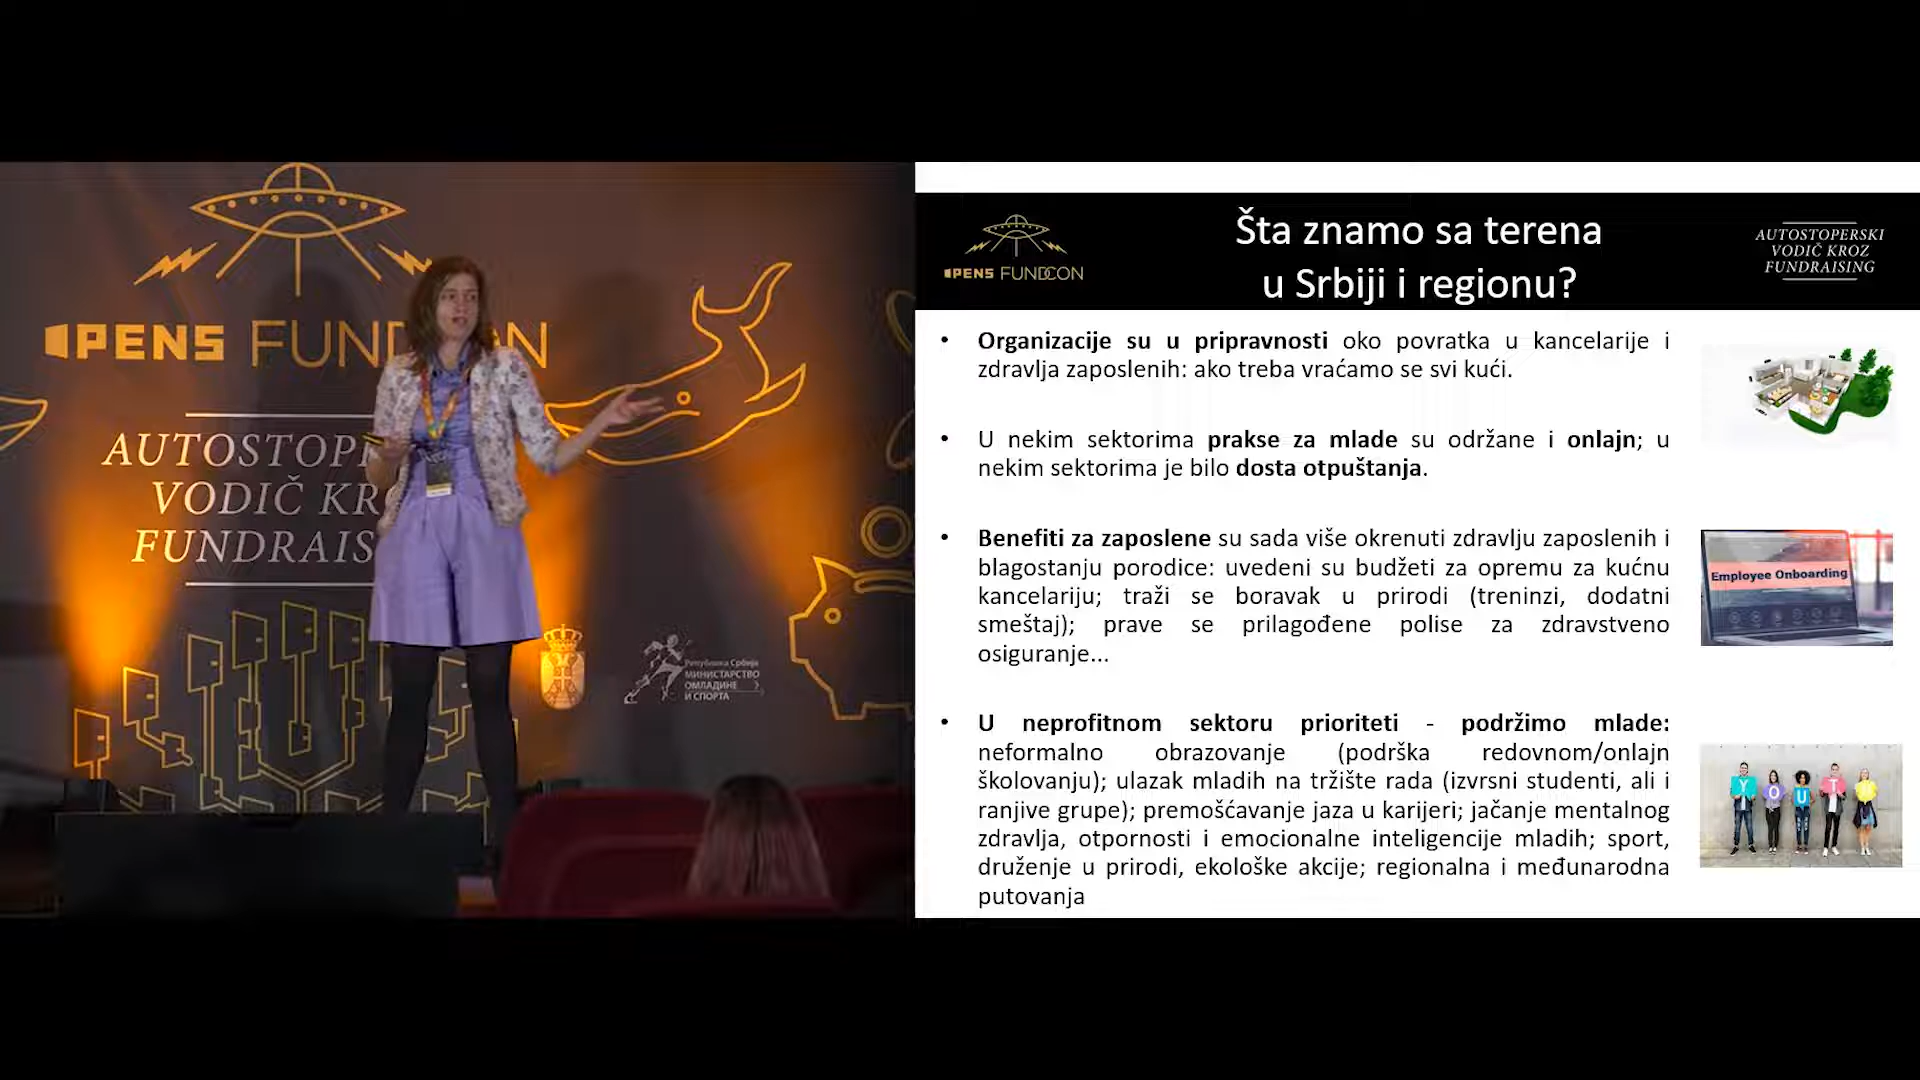 OPENS FUNDCON
AUTOSTOP
VODIČ KR
FUNDRAIS
Република Србија
МИНИСТАРСТВО
ОМЛАДИНЕ
И СПОРТА
OPENS FUNDCON
Šta znamo sa terena
u Srbiji i regionu?
AUTOSTOPERSKI
VODIČ KROZ
FUNDRAISING
• Organizacije su u pripravnosti oko povratka u kancelarije i
zdravlja zaposlenih: ako treba vraćamo se svi kući.
• U nekim sektorima prakse za mlade su održane i onlajn; u
nekim sektorima je bilo dosta otpuštanja.
• Benefiti za zaposlene su sada više okrenuti zdravlju zaposlenih i
blagostanju porodice: uvedeni su budžeti za opremu za kućnu
kancelariju; traži se boravak u prirodi (treninzi, dodatni
smeštaj); prave se prilagođene polise za zdravstveno
osiguranje...
Employee Onboarding
• U neprofitnom sektoru prioriteti - podržimo mlade:
neformalno obrazovanje (podrška redovnom/onlajn
školovanju); ulazak mladih na tržište rada (izvrsni studenti, ali i
ranjive grupe); premošćavanje jaza u karijeri; jačanje mentalnog
zdravlja, otpornosti i emocionalne inteligencije mladih; sport,
druženje u prirodi, ekološke akcije; regionalna i međunarodna
putovanja
YOUTH